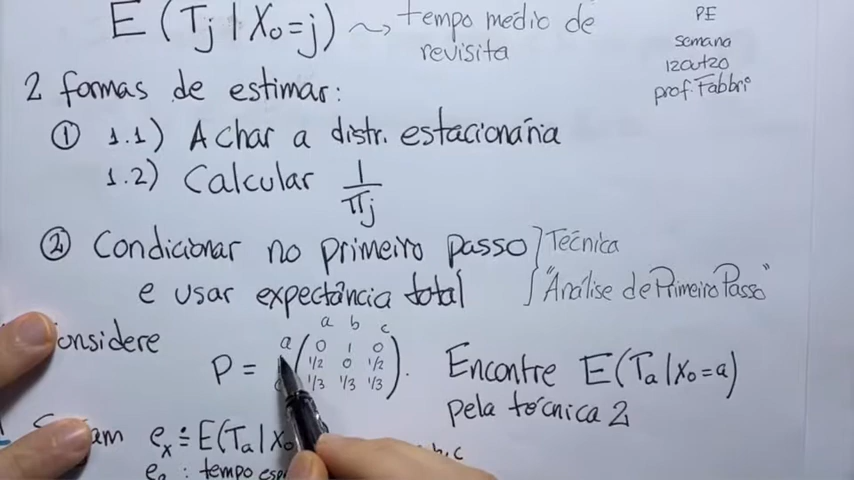 E (Tj | X₀=j) ⤳ tempo médio de
revisita
PE
semana
12out20
prof. Fabbri
2 formas de estimar:
① 1.1) Achar a distr. estacionária
1.2) Calcular 1/πj
② Condicionar no primeiro passo
e usar expectância total
Técnica
"Análise de Primeiro Passo"
onsidere
a b c
P = a ( 0 1 0
1/2 0 1/2
1/3 1/3 1/3 ) .
Encontre E(Ta | X₀=a)
pela técnica 2
am eₓ ≐ E(Ta | X₀
b,c
: tempo esp